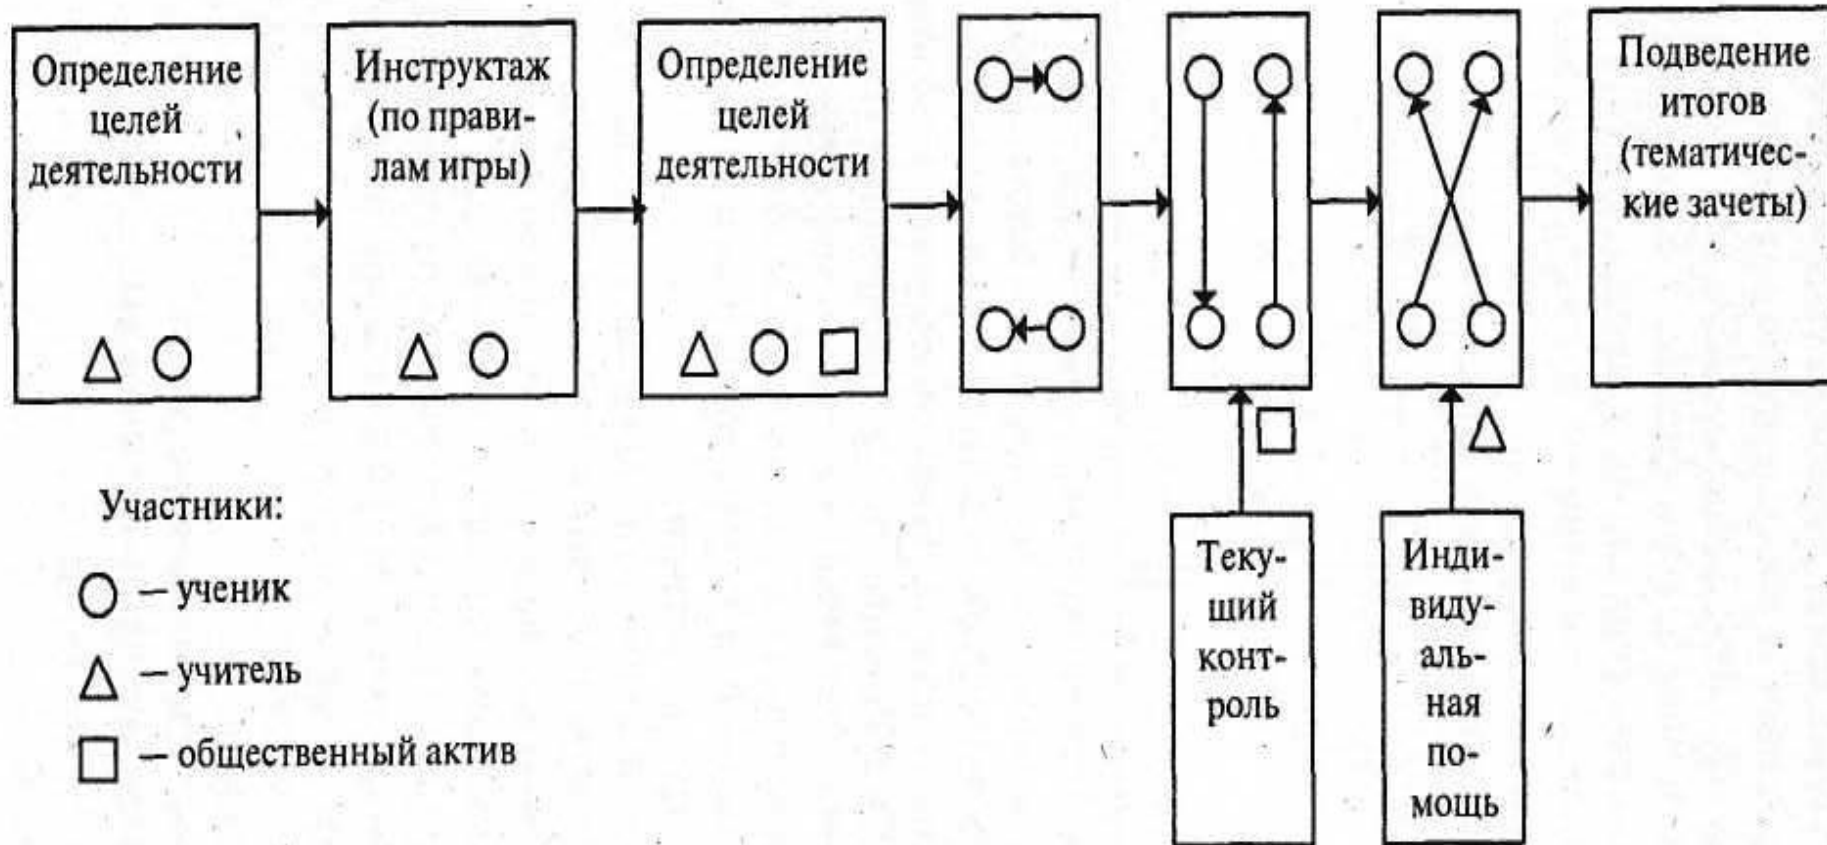 Определение
целей
деятельности
Инструктаж
(по прави-
лам игры)
Определение
целей
деятельности
Подведение
итогов
(тематичес-
кие зачеты)
Участники:
— ученик
— учитель
— общественный актив
Теку-
ший
конт-
роль
Инди-
виду-
аль-
ная
по-
мощь